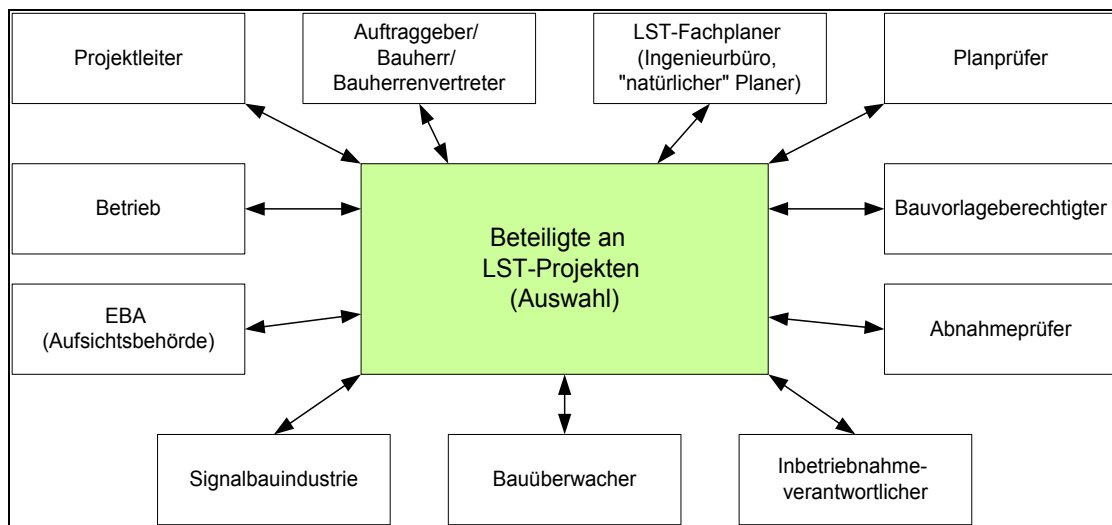 Projektleiter
Auftraggeber/
Bauherr/
Bauherrenvertreter
LST-Fachplaner
(Ingenieurbüro,
"natürlicher" Planer)
Planprüfer
Betrieb
Beteiligte an
LST-Projekten
(Auswahl)
Bauvorlageberechtigter
EBA
(Aufsichtsbehörde)
Abnahmeprüfer
Signalbauindustrie
Bauüberwacher
Inbetriebnahme-
verantwortlicher